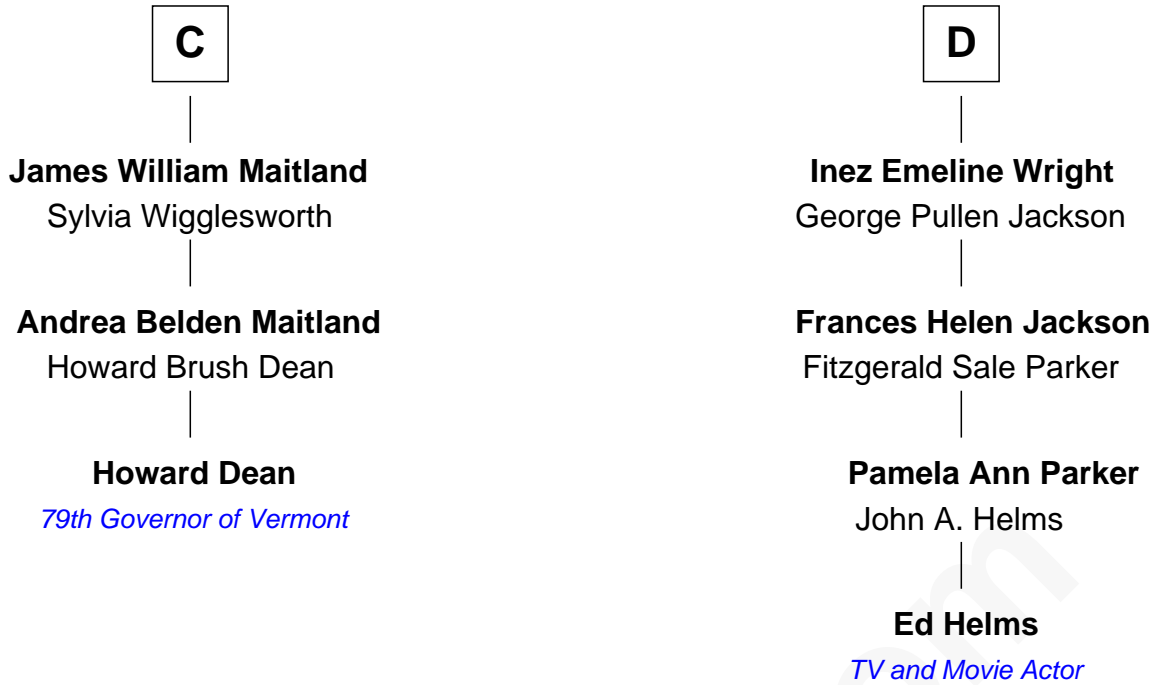 C
James William Maitland
Sylvia Wigglesworth
Andrea Belden Maitland
Howard Brush Dean
Howard Dean
79th Governor of Vermont
D
Inez Emeline Wright
George Pullen Jackson
Frances Helen Jackson
Fitzgerald Sale Parker
Pamela Ann Parker
John A. Helms
Ed Helms
TV and Movie Actor